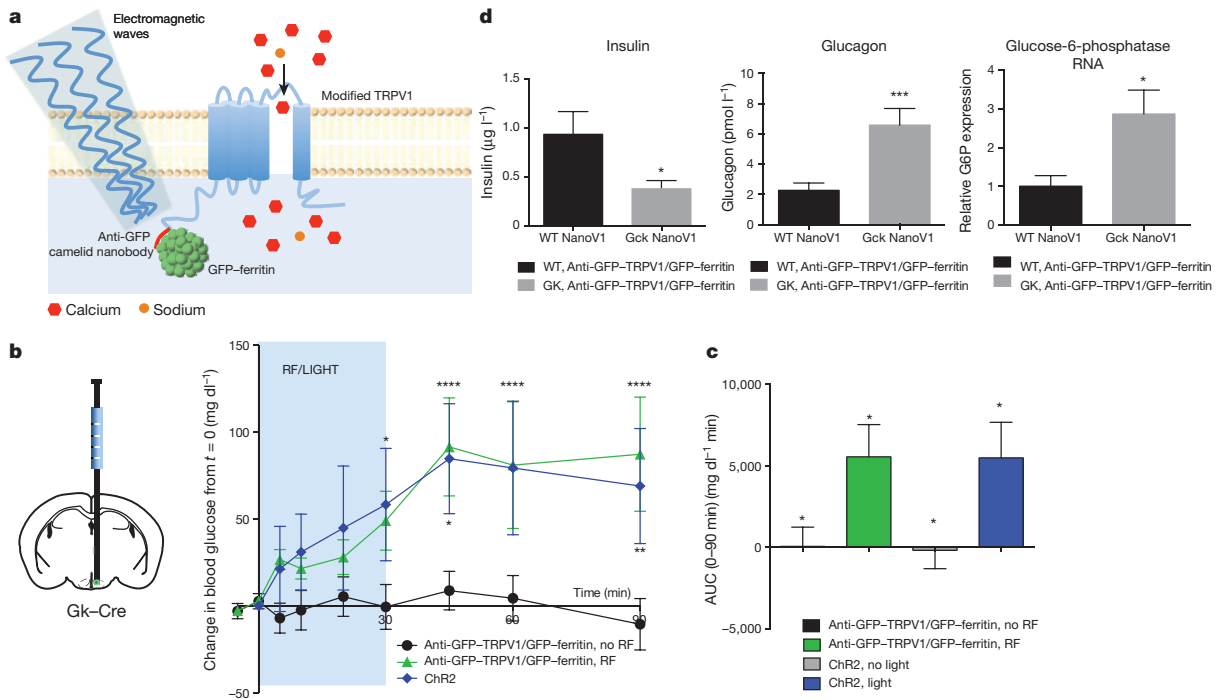 a
Electromagnetic
waves
Modified TRPV1
Anti-GFP
camelid nanobody
GFP–ferritin
Calcium
Sodium
d
Insulin
Insulin (µg l⁻¹)
1.5
1.0
0.5
0
*
WT NanoV1 Gck NanoV1
WT, Anti-GFP–TRPV1/GFP–ferritin
GK, Anti-GFP–TRPV1/GFP–ferritin
Glucagon
Glucagon (pmol l⁻¹)
10
8
6
4
2
0
***
WT NanoV1 Gck NanoV1
WT, Anti-GFP–TRPV1/GFP–ferritin
GK, Anti-GFP–TRPV1/GFP–ferritin
Glucose-6-phosphatase
RNA
Relative G6P expression
4
3
2
1
0
*
WT NanoV1 Gck NanoV1
WT, Anti-GFP–TRPV1/GFP–ferritin
GK, Anti-GFP–TRPV1/GFP–ferritin
b
Gk–Cre
Change in blood glucose from t = 0 (mg dl⁻¹)
150
100
50
0
–50
RF/LIGHT
*
**** **** ****
*
**
Time (min)
30 60 90
Anti-GFP–TRPV1/GFP–ferritin, no RF
Anti-GFP–TRPV1/GFP–ferritin, RF
ChR2
c
AUC (0–90 min) (mg dl⁻¹ min)
10,000
5,000
0
–5,000
* * * *
Anti-GFP–TRPV1/GFP–ferritin, no RF
Anti-GFP–TRPV1/GFP–ferritin, RF
ChR2, no light
ChR2, light